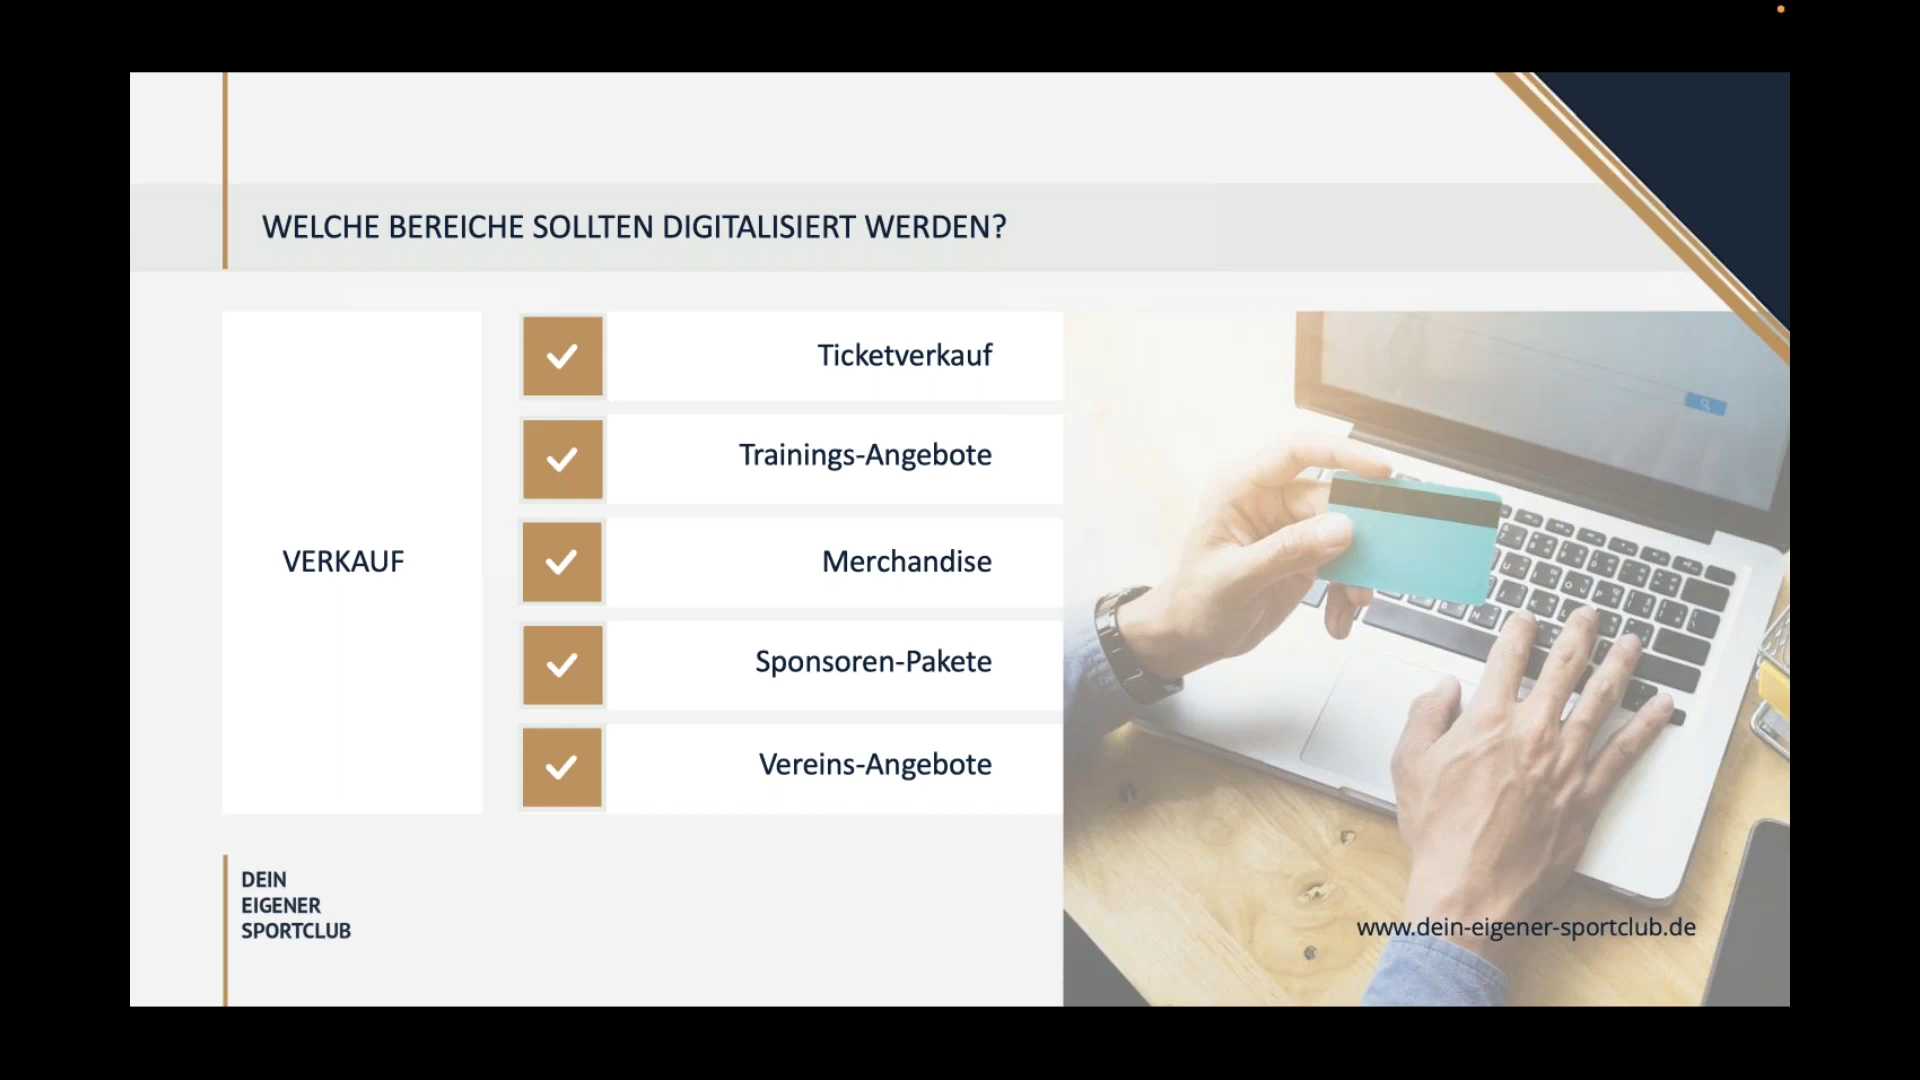 WELCHE BEREICHE SOLLTEN DIGITALISIERT WERDEN?
VERKAUF
Ticketverkauf
Trainings-Angebote
Merchandise
Sponsoren-Pakete
Vereins-Angebote
DEIN
EIGENER
SPORTCLUB
www.dein-eigener-sportclub.de